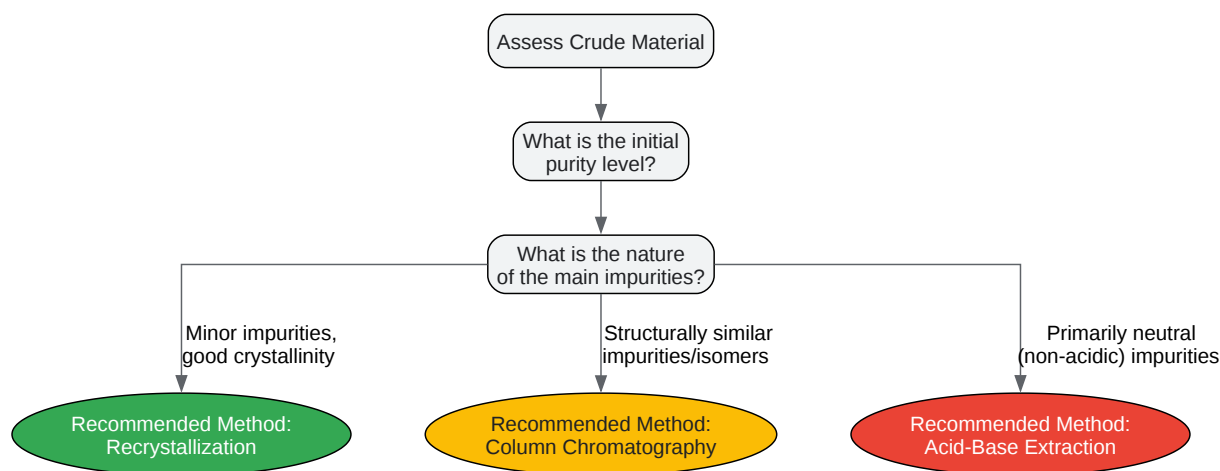 Assess Crude Material
What is the initial
purity level?
What is the nature
of the main impurities?
Minor impurities,
good crystallinity
Structurally similar
impurities/isomers
Primarily neutral
(non-acidic) impurities
Recommended Method:
Recrystallization
Recommended Method:
Column Chromatography
Recommended Method:
Acid-Base Extraction